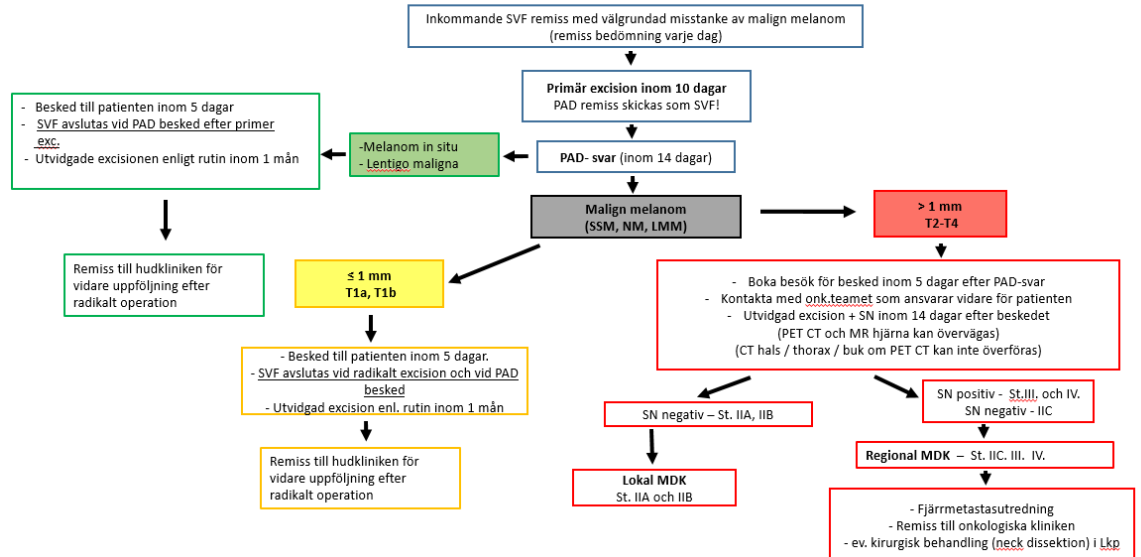 Inkommande SVF remiss med välgrundad misstanke av malign melanom
(remiss bedömning varje dag)
Primär excision inom 10 dagar
PAD remiss skickas som SVF!
PAD- svar (inom 14 dagar)
-Melanom in situ
- Lentigo maligna
- Besked till patienten inom 5 dagar
- SVF avslutas vid PAD besked efter primer
exc.
- Utvidgade excisionen enligt rutin inom 1 mån
Remiss till hudkliniken för
vidare uppföljning efter
radikalt operation
Malign melanom
(SSM, NM, LMM)
≤ 1 mm
T1a, T1b
- Besked till patienten inom 5 dagar.
- SVF avslutas vid radikalt excision och vid PAD
besked
- Utvidgad excision enl. rutin inom 1 mån
Remiss till hudkliniken för
vidare uppföljning efter
radikalt operation
> 1 mm
T2-T4
- Boka besök för besked inom 5 dagar efter PAD-svar
- Kontakta med onk.teamet som ansvarar vidare för patienten
- Utvidgad excision + SN inom 14 dagar efter beskedet
(PET CT och MR hjärna kan övervägas)
(CT hals / thorax / buk om PET CT kan inte överföras)
SN negativ – St. IIA, IIB
Lokal MDK
St. IIA och IIB
SN positiv - St.III. och IV.
SN negativ - IIC
Regional MDK – St. IIC. III. IV.
- Fjärrmetastasutredning
- Remiss till onkologiska kliniken
- ev. kirurgisk behandling (neck dissektion) i Lkp